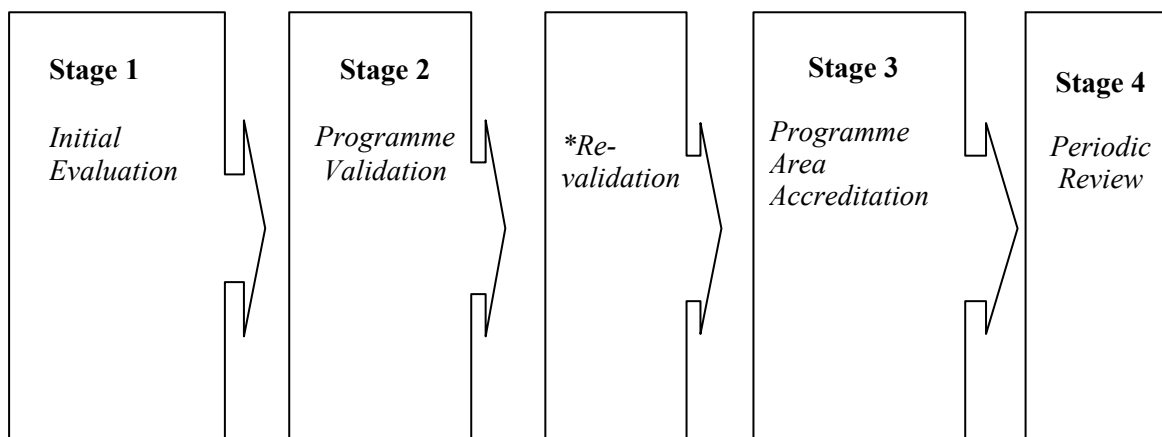 Stage 1
Initial
Evaluation
Stage 2
Programme
Validation
*Re-
validation
Stage 3
Programme
Area
Accreditation
Stage 4
Periodic
Review